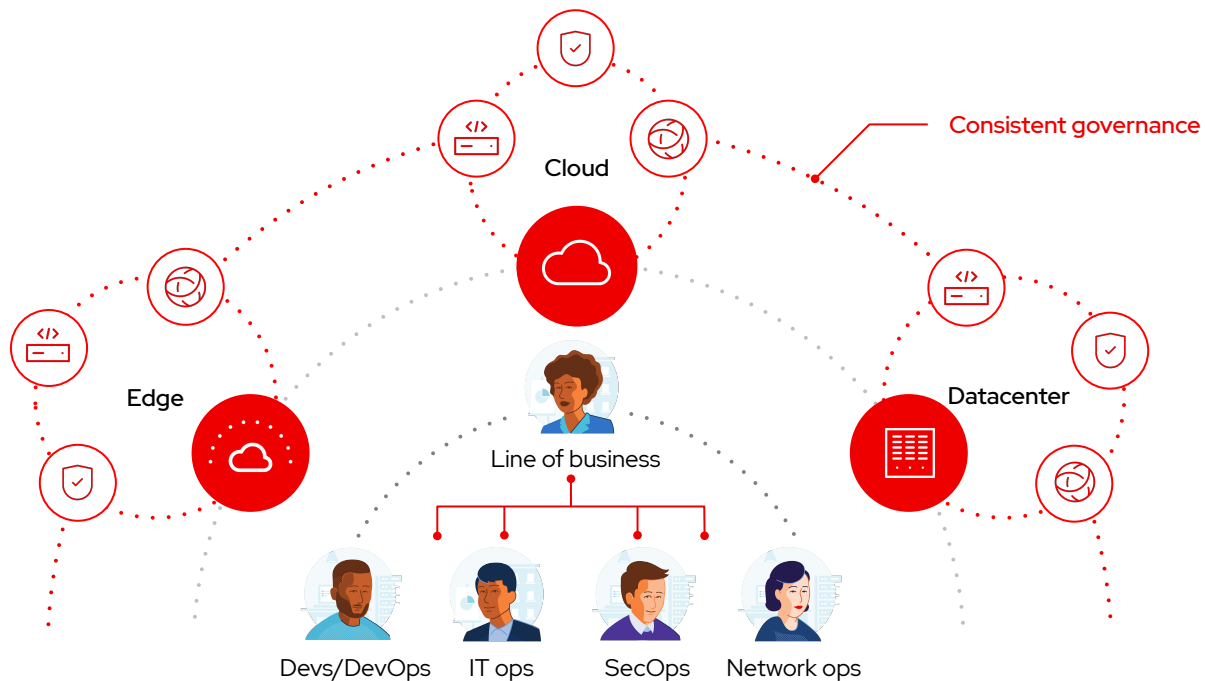 Consistent governance
Cloud
Edge
Datacenter
Line of business
Devs/DevOps
IT ops
SecOps
Network ops